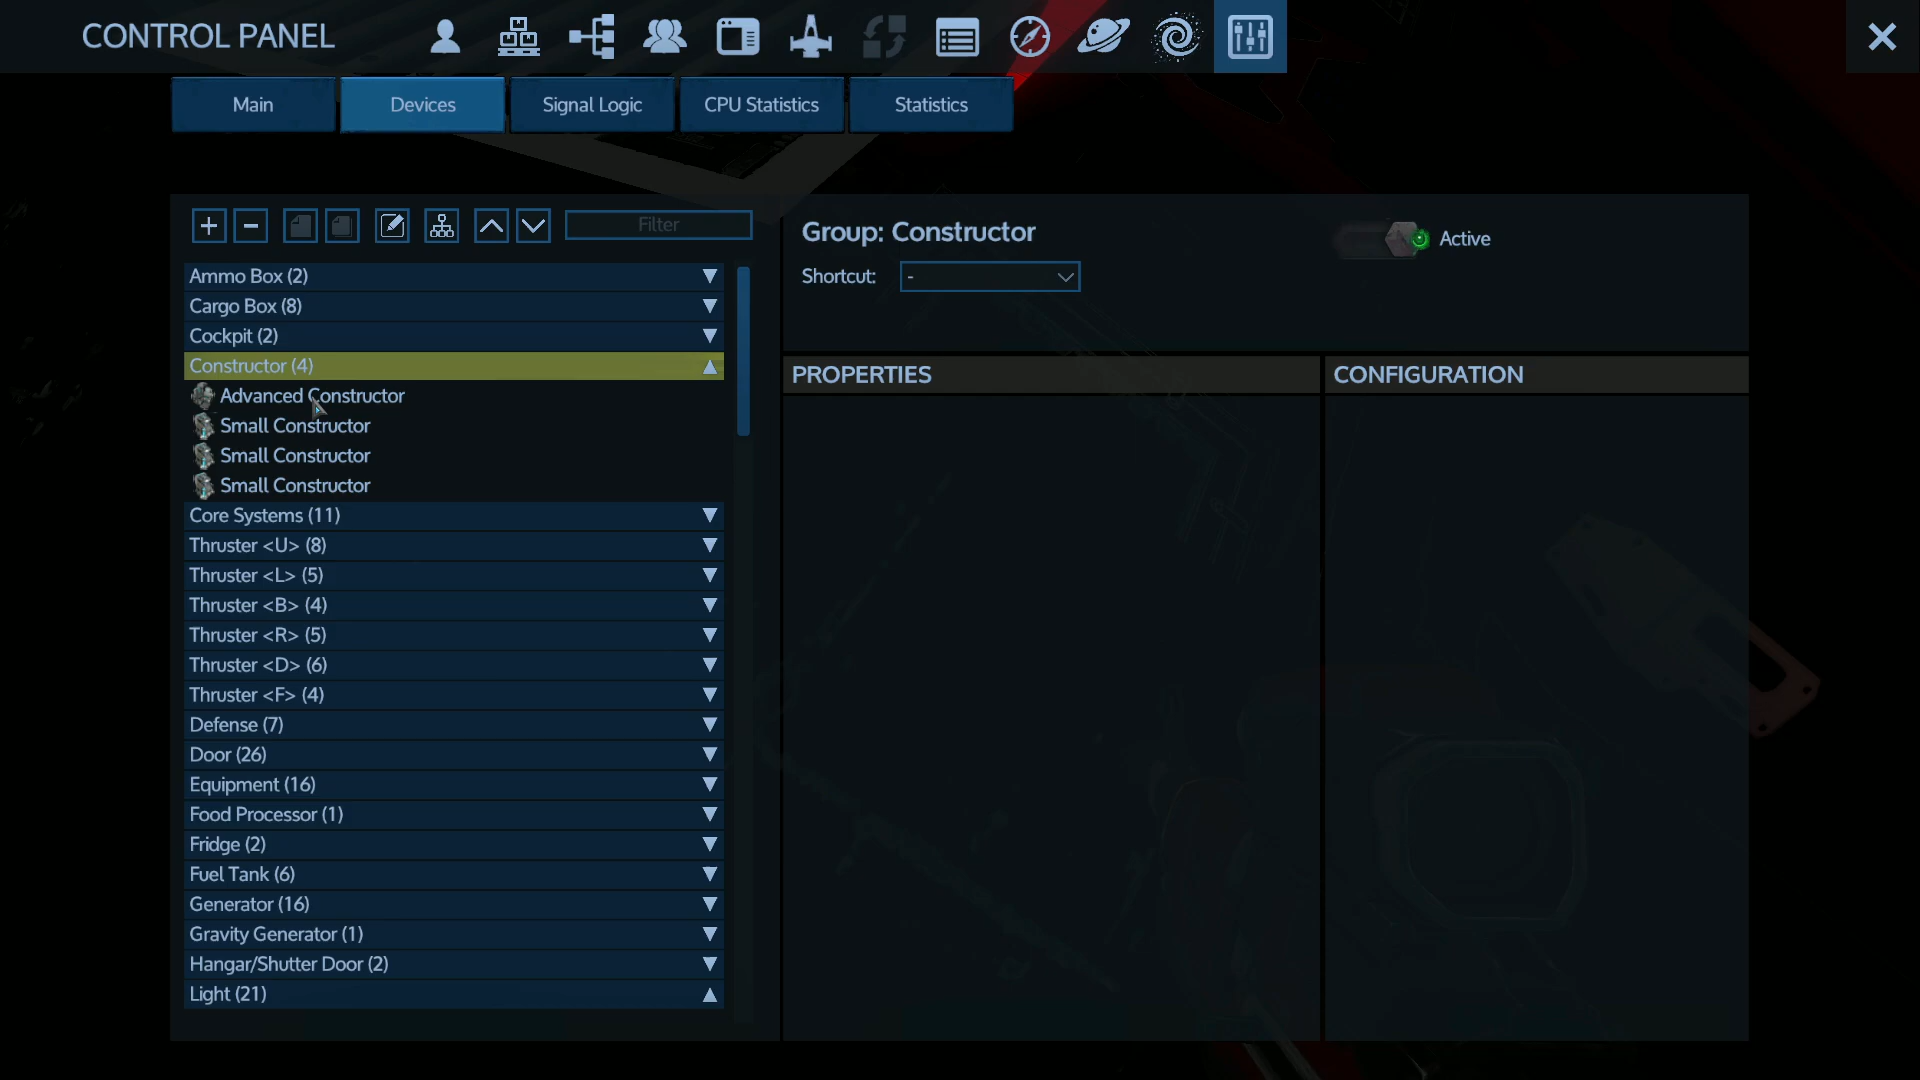 CONTROL PANEL
Main
Devices
Signal Logic
CPU Statistics
Statistics
Filter
Ammo Box (2)
Cargo Box (8)
Cockpit (2)
Constructor (4)
Advanced Constructor
Small Constructor
Small Constructor
Small Constructor
Core Systems (11)
Thruster <U> (8)
Thruster <L> (5)
Thruster <B> (4)
Thruster <R> (5)
Thruster <D> (6)
Thruster <F> (4)
Defense (7)
Door (26)
Equipment (16)
Food Processor (1)
Fridge (2)
Fuel Tank (6)
Generator (16)
Gravity Generator (1)
Hangar/Shutter Door (2)
Light (21)
Group: Constructor
Active
Shortcut: -
PROPERTIES
CONFIGURATION